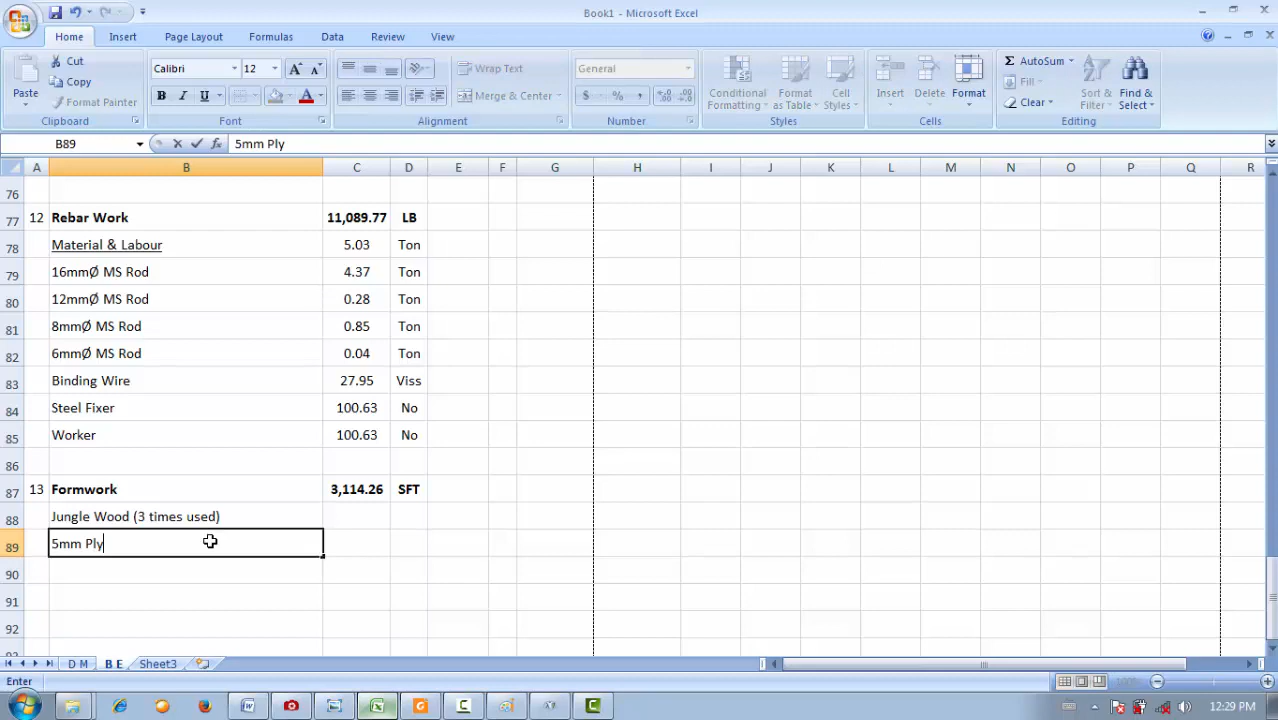 Book1 - Microsoft Excel
Home Insert Page Layout Formulas Data Review View
Cut Calibri 12 A A Wrap Text General AutoSum
Copy Fill
Paste Format Painter B I U A Merge & Center $ % , Conditional Formatting Format as Table Cell Styles Insert Delete Format Clear Sort & Filter Find & Select
Clipboard Font Alignment Number Styles Cells Editing
B89 fx 5mm Ply
A B C D E F G H I J K L M N O P Q R
76
77 12 Rebar Work 11,089.77 LB
78 Material & Labour 5.03 Ton
79 16mmØ MS Rod 4.37 Ton
80 12mmØ MS Rod 0.28 Ton
81 8mmØ MS Rod 0.85 Ton
82 6mmØ MS Rod 0.04 Ton
83 Binding Wire 27.95 Viss
84 Steel Fixer 100.63 No
85 Worker 100.63 No
86
87 13 Formwork 3,114.26 SFT
88 Jungle Wood (3 times used)
89 5mm Ply
90
91
92
93
D M B E Sheet3
Enter 100%
12:29 PM